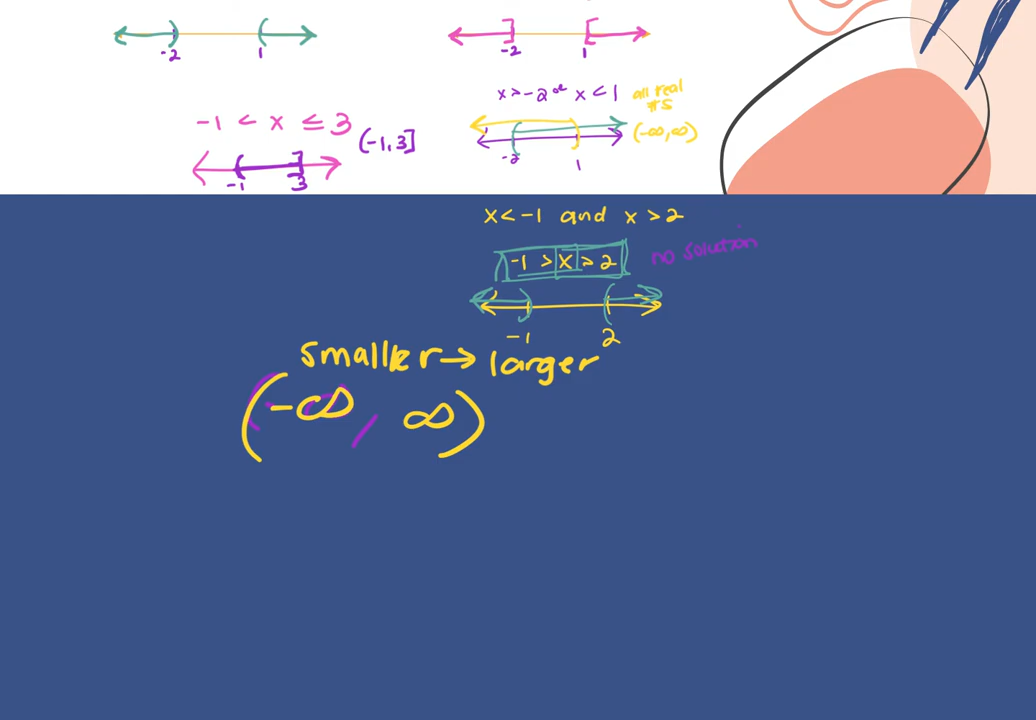 -2 1
-2 1
x > -2 or x < 1 all real
#s
(-∞, ∞)
-2 1
-1 < x ≤ 3
(-1, 3]
-1 3
x < -1 and x > 2
-1 > x > 2
no solution
-1 2
smaller → larger
(-∞, ∞)